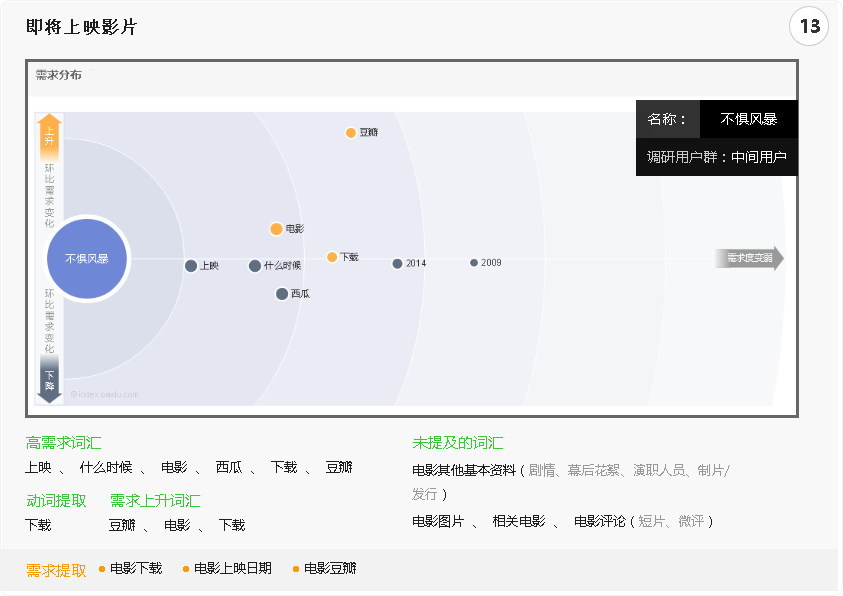 即将上映影片
13
需求分布
名称： 不惧风暴
调研用户群：中间用户
上升
环比需求变化
豆瓣
电影
不惧风暴
上映
什么时候
下载
2014
2009
需求度变弱
西瓜
环比需求变化
下降
©index.baidu.com
高需求词汇
上映 、 什么时候 、 电影 、 西瓜 、 下载 、 豆瓣
动词提取 需求上升词汇
下载 豆瓣 、 电影 、 下载
未提及的词汇
电影其他基本资料（剧情、幕后花絮、演职人员、制片/
发行）
电影图片 、 相关电影 、 电影评论（短片、微评）
需求提取 • 电影下载 • 电影上映日期 • 电影豆瓣